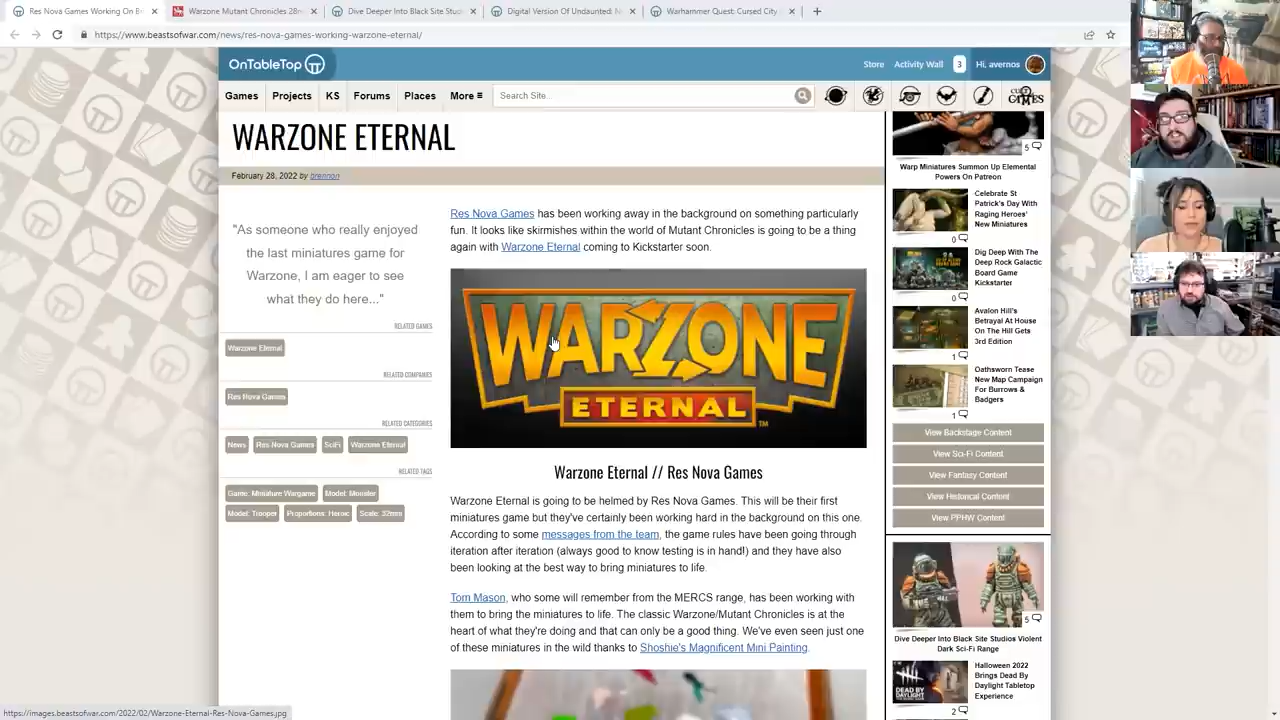 Res Nova Games Working On Br
Warzone Mutant Chronicles 28m
Dive Deeper Into Black Site Studi
Digital Version Of Undaunted: N
Warhammer Quest: Cursed City
https://www.beastsofwar.com/news/res-nova-games-working-warzone-eternal/
OnTableTop
Store
Activity Wall
3
Hi, avernos
Games
Projects
KS
Forums
Places
More
Search Site...
GAMES
WARZONE ETERNAL
February 28, 2022 by brennon
"As someone who really enjoyed
the last miniatures game for
Warzone, I am eager to see
what they do here..."
RELATED GAMES
Warzone Eternal
RELATED COMPANIES
Res Nova Games
RELATED CATEGORIES
News
Res Nova Games
SciFi
Warzone Eternal
RELATED TAGS
Game: Miniature Wargame
Model: Monster
Model: Trooper
Proportions: Heroic
Scale: 32mm
Res Nova Games has been working away in the background on something particularly
fun. It looks like skirmishes within the world of Mutant Chronicles is going to be a thing
again with Warzone Eternal coming to Kickstarter soon.
WARZONE
ETERNAL
TM
Warzone Eternal // Res Nova Games
Warzone Eternal is going to be helmed by Res Nova Games. This will be their first
miniatures game but they've certainly been working hard in the background on this one.
According to some messages from the team, the game rules have been going through
iteration after iteration (always good to know testing is in hand!) and they have also
been looking at the best way to bring miniatures to life.
Tom Mason, who some will remember from the MERCS range, has been working with
them to bring the miniatures to life. The classic Warzone/Mutant Chronicles is at the
heart of what they're doing and that can only be a good thing. We've even seen just one
of these miniatures in the wild thanks to Shoshie's Magnificent Mini Painting.
5
Warp Miniatures Summon Up Elemental
Powers On Patreon
Celebrate St
Patrick's Day With
Raging Heroes'
New Miniatures
0
Dig Deep With The
Deep Rock Galactic
Board Game
Kickstarter
0
Avalon Hill's
Betrayal At House
On The Hill Gets
3rd Edition
1
Oathsworn Tease
New Map Campaign
For Burrows &
Badgers
1
View Backstage Content
View Sci-Fi Content
View Fantasy Content
View Historical Content
View PPHW Content
5
Dive Deeper Into Black Site Studios Violent
Dark Sci-Fi Range
Halloween 2022
Brings Dead By
Daylight Tabletop
Experience
DEAD BY
DAYLIGHT
2
https://images.beastsofwar.com/2022/02/Warzone-Eternal-Res-Nova-Games.jpg